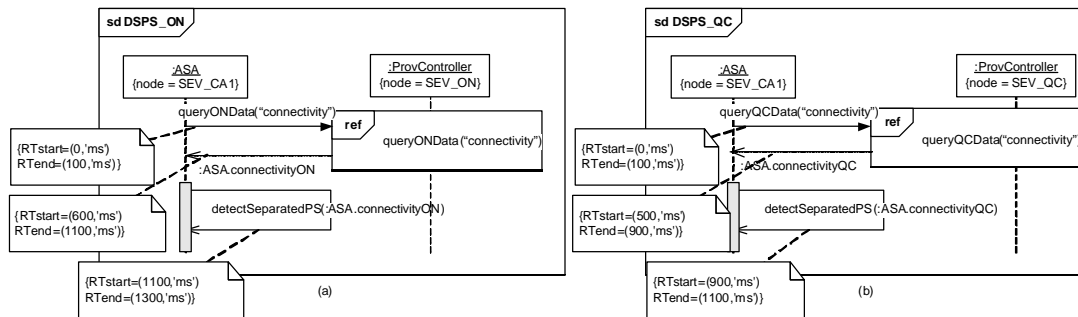 sd DSPS_ON
:ASA
{node = SEV_CA1}
:ProvController
{node = SEV_ON}
queryONData("connectivity")
ref
queryONData("connectivity")
{RTstart=(0,'ms')
RTend=(100,'ms')}
:ASA.connectivityON
{RTstart=(600,'ms')
RTend=(1100,'ms')}
detectSeparatedPS(:ASA.connectivityON)
{RTstart=(1100,'ms')
RTend=(1300,'ms')}
(a)
sd DSPS_QC
:ASA
{node = SEV_CA1}
:ProvController
{node = SEV_QC}
queryQCData("connectivity")
ref
queryQCData("connectivity")
{RTstart=(0,'ms')
RTend=(100,'ms')}
:ASA.connectivityQC
{RTstart=(500,'ms')
RTend=(900,'ms')}
detectSeparatedPS(:ASA.connectivityQC)
{RTstart=(900,'ms')
RTend=(1100,'ms')}
(b)